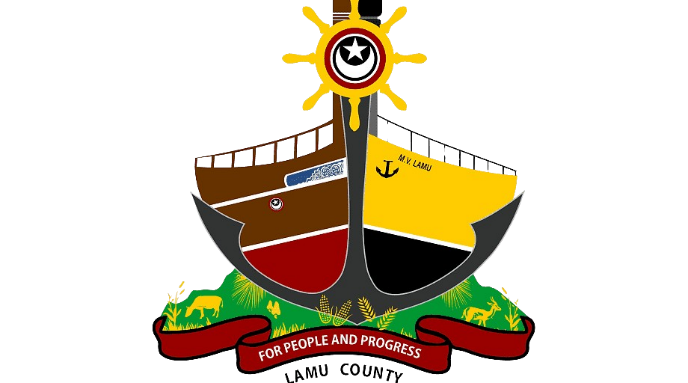 M.V. LAMU
FOR PEOPLE AND PROGRESS
LAMU COUNTY